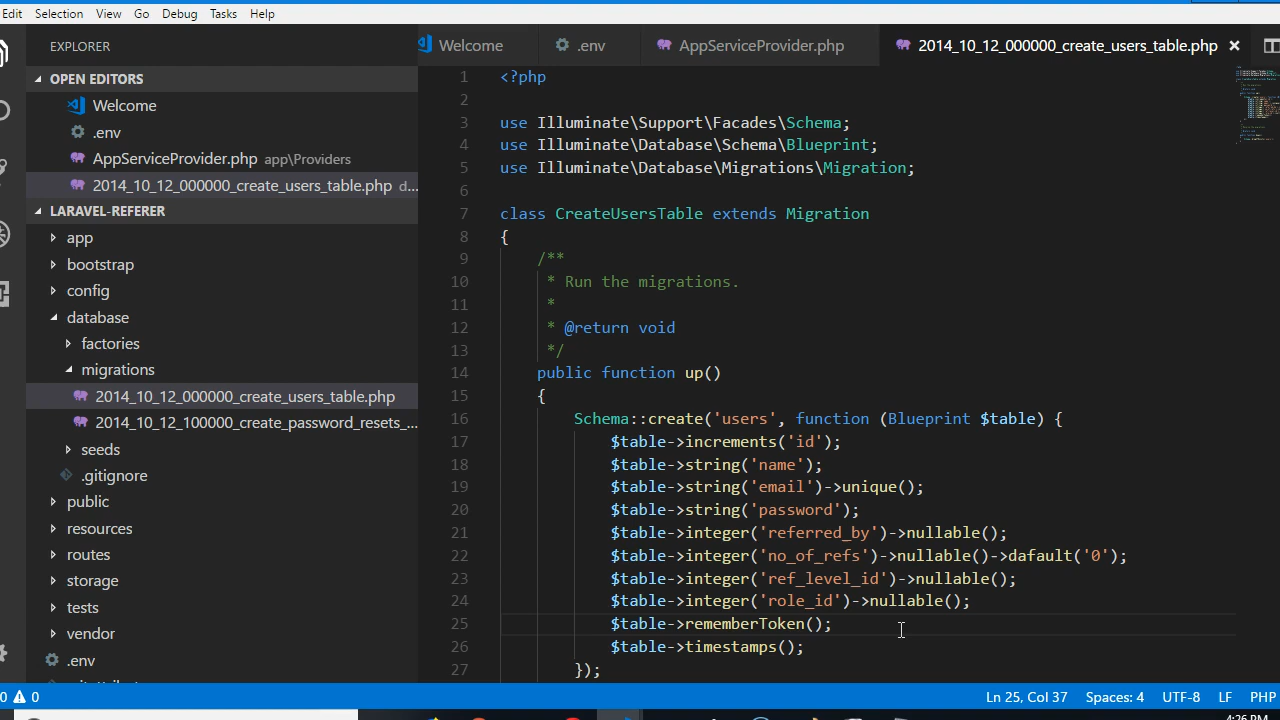 Edit Selection View Go Debug Tasks Help
EXPLORER
OPEN EDITORS
Welcome
.env
AppServiceProvider.php app\Providers
2014_10_12_000000_create_users_table.php d...
LARAVEL-REFERER
app
bootstrap
config
database
factories
migrations
2014_10_12_000000_create_users_table.php
2014_10_12_100000_create_password_resets_...
seeds
.gitignore
public
resources
routes
storage
tests
vendor
.env
Welcome .env AppServiceProvider.php 2014_10_12_000000_create_users_table.php
1 <?php
2
3 use Illuminate\Support\Facades\Schema;
4 use Illuminate\Database\Schema\Blueprint;
5 use Illuminate\Database\Migrations\Migration;
6
7 class CreateUsersTable extends Migration
8 {
9 /**
10 * Run the migrations.
11 *
12 * @return void
13 */
14 public function up()
15 {
16 Schema::create('users', function (Blueprint $table) {
17 $table->increments('id');
18 $table->string('name');
19 $table->string('email')->unique();
20 $table->string('password');
21 $table->integer('referred_by')->nullable();
22 $table->integer('no_of_refs')->nullable()->dafault('0');
23 $table->integer('ref_level_id')->nullable();
24 $table->integer('role_id')->nullable();
25 $table->rememberToken();
26 $table->timestamps();
27 });
0 0 Ln 25, Col 37 Spaces: 4 UTF-8 LF PHP
4:26 PM